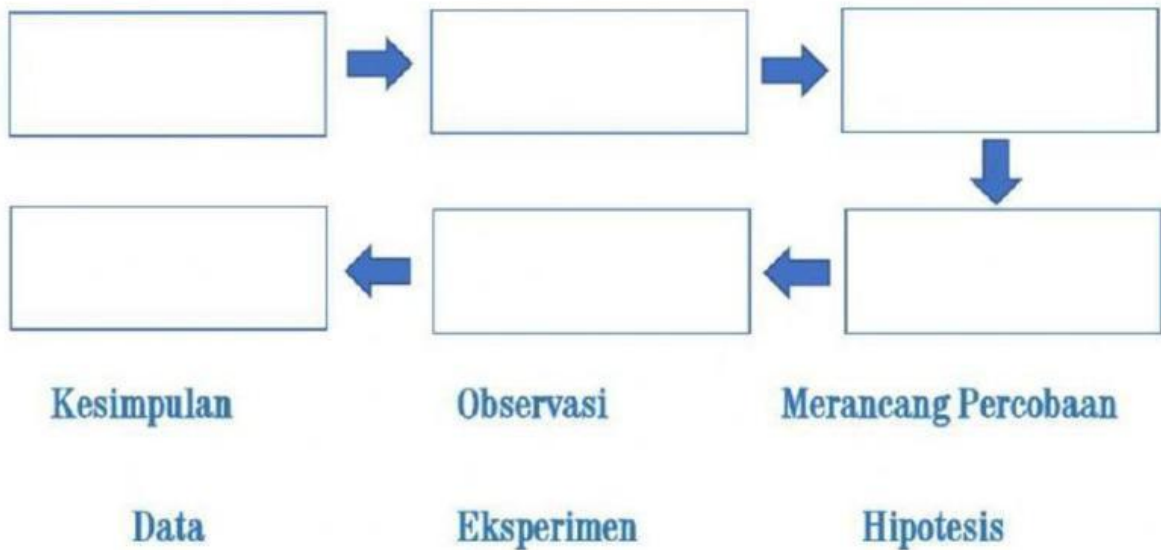 Kesimpulan Observasi Merancang Percobaan
Data Eksperimen Hipotesis